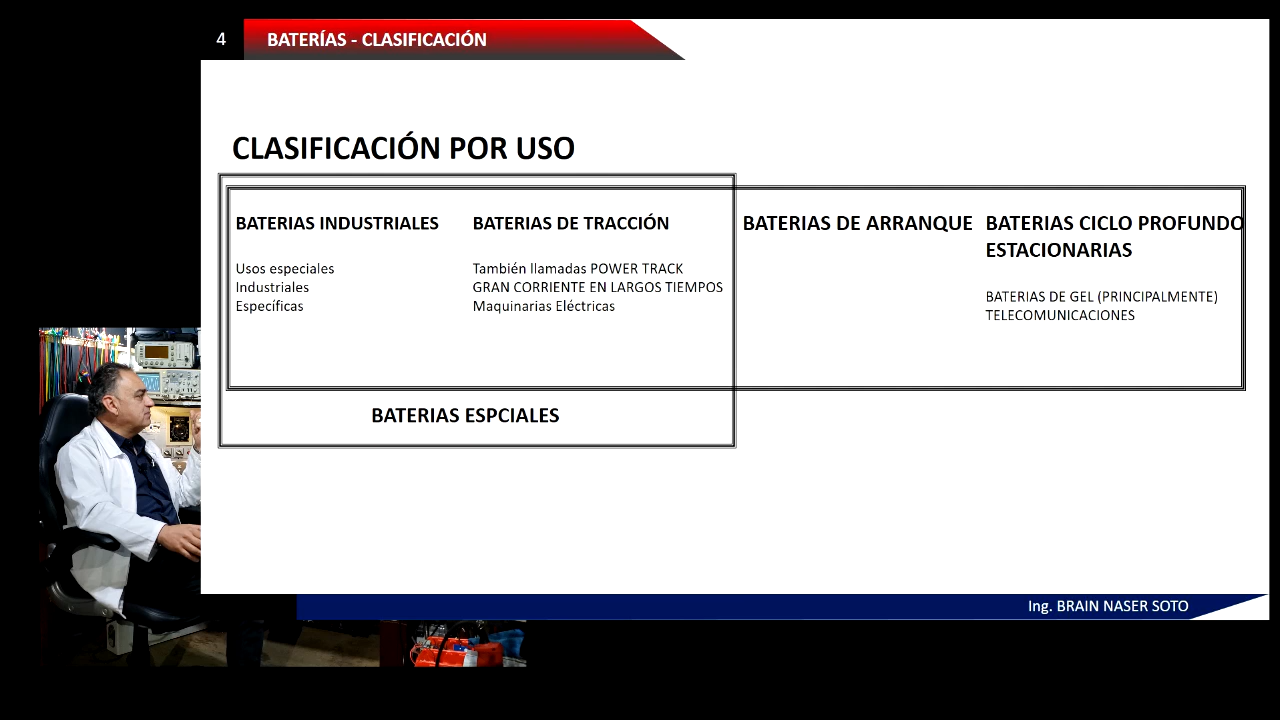 4
BATERÍAS - CLASIFICACIÓN
CLASIFICACIÓN POR USO
BATERIAS INDUSTRIALES
Usos especiales
Industriales
Específicas
BATERIAS DE TRACCIÓN
También llamadas POWER TRACK
GRAN CORRIENTE EN LARGOS TIEMPOS
Maquinarias Eléctricas
BATERIAS DE ARRANQUE
BATERIAS CICLO PROFUNDO
ESTACIONARIAS
BATERIAS DE GEL (PRINCIPALMENTE)
TELECOMUNICACIONES
BATERIAS ESPCIALES
Ing. BRAIN NASER SOTO